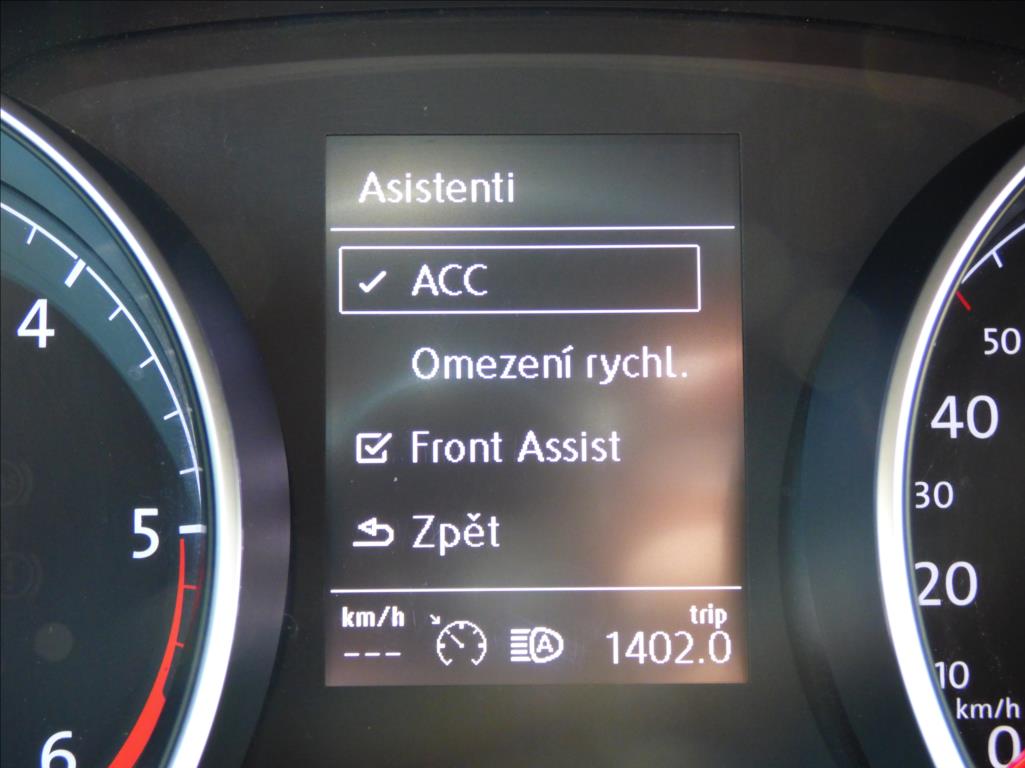 Asistenti
ACC
Omezení rychl.
Front Assist
Zpět
km/h
trip
---
A
1402.0
4
5
6
50
40
30
20
10
km/h
0